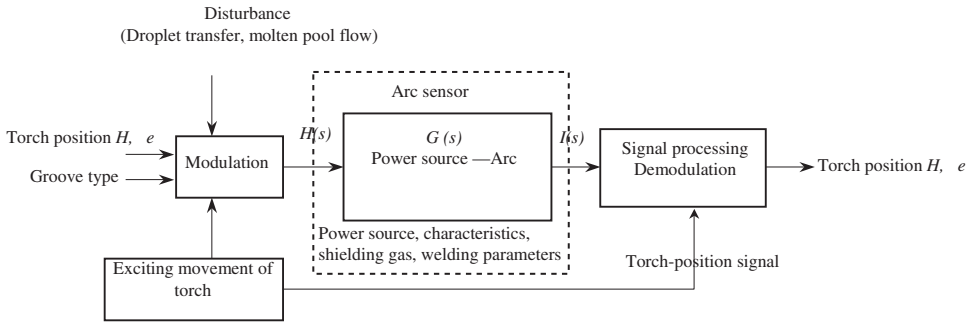 Disturbance
(Droplet transfer, molten pool flow)
Arc sensor
Torch position H, e
Groove type
Modulation
H(s)
G (s)
Power source —Arc
I(s)
Signal processing
Demodulation
Torch position H, e
Power source, characteristics,
shielding gas, welding parameters
Exciting movement of
torch
Torch-position signal